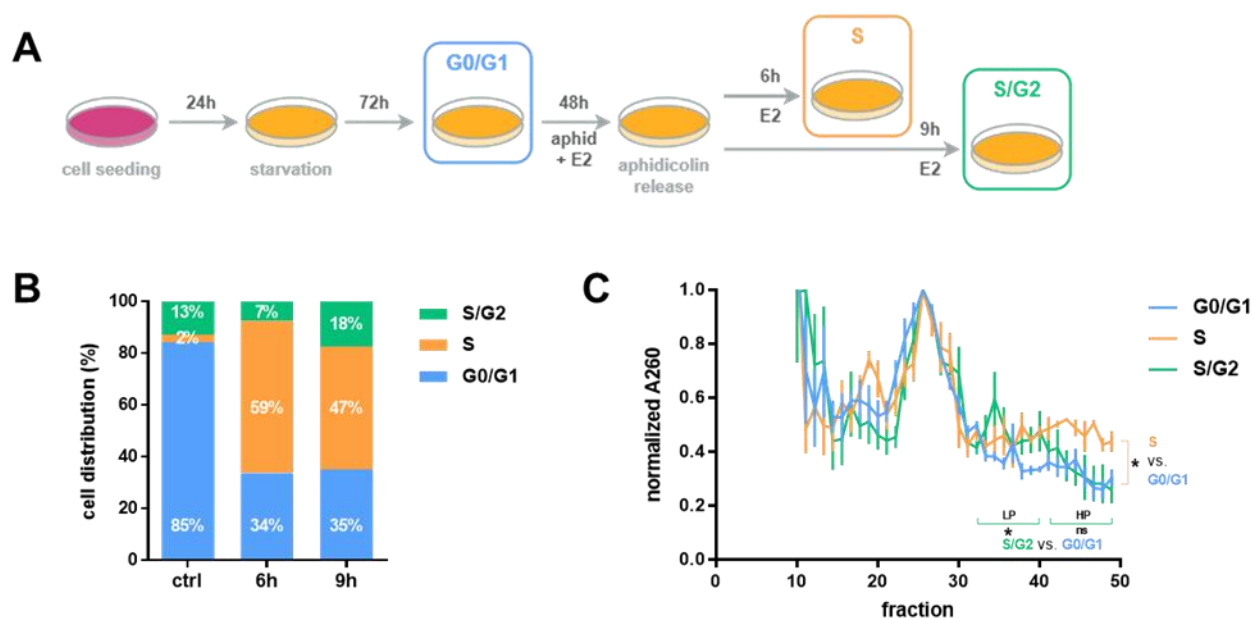 A
G0/G1
S
S/G2
24h
72h
48h
aphid
+ E2
6h
E2
9h
E2
cell seeding
starvation
aphidicolin
release
B
cell distribution (%)
100
80
60
40
20
0
13%
2%
85%
7%
59%
34%
18%
47%
35%
ctrl
6h
9h
S/G2
S
G0/G1
C
normalized A260
1.0
0.8
0.6
0.4
0.2
0.0
0
10
20
30
40
50
fraction
G0/G1
S
S/G2
S
* vs.
G0/G1
LP
*
HP
ns
S/G2 vs. G0/G1